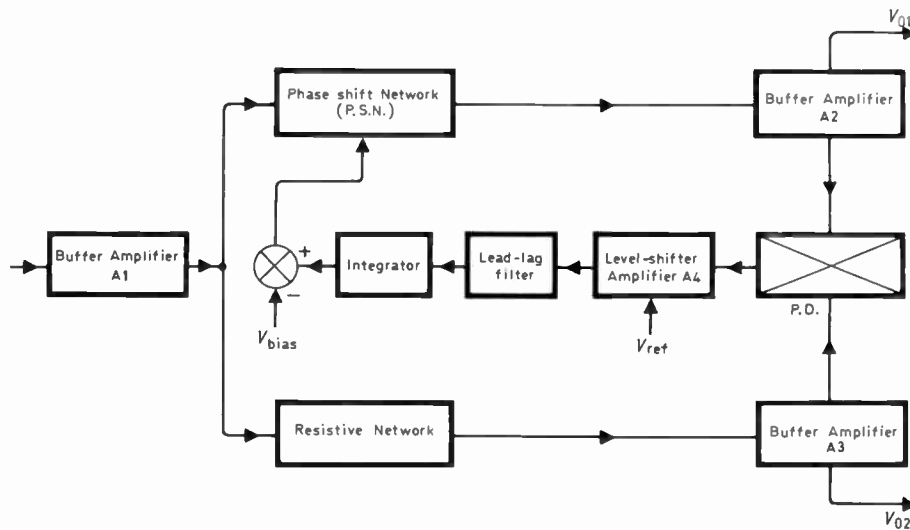 V01
Phase shift Network
(P.S.N.)
Buffer Amplifier
A2
Buffer Amplifier
A1
+
−
Integrator
Lead-lag
filter
Level-shifter
Amplifier A4
P.D.
Vbias
Vref
Resistive Network
Buffer Amplifier
A3
V02